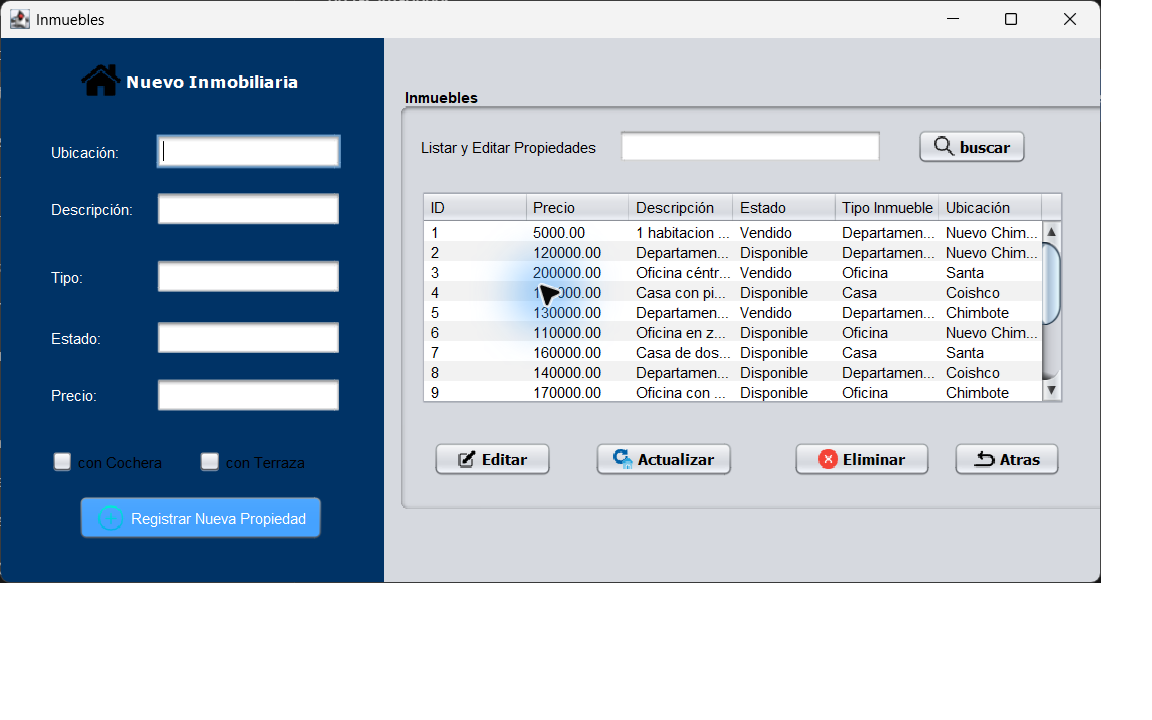 Inmuebles
Nuevo Inmobiliaria
Ubicación:
Descripción:
Tipo:
Estado:
Precio:
con Cochera con Terraza
Registrar Nueva Propiedad
Inmuebles
Listar y Editar Propiedades buscar
ID Precio Descripción Estado Tipo Inmueble Ubicación
1 5000.00 1 habitacion ... Vendido Departamen... Nuevo Chim...
2 120000.00 Departamen... Disponible Departamen... Nuevo Chim...
3 200000.00 Oficina céntr... Vendido Oficina Santa
4 Casa con pi... Disponible Casa Coishco
5 130000.00 Departamen... Vendido Departamen... Chimbote
6 110000.00 Oficina en z... Disponible Oficina Nuevo Chim...
7 160000.00 Casa de dos... Disponible Casa Santa
8 140000.00 Departamen... Disponible Departamen... Coishco
9 170000.00 Oficina con ... Disponible Oficina Chimbote
Editar Actualizar Eliminar Atras